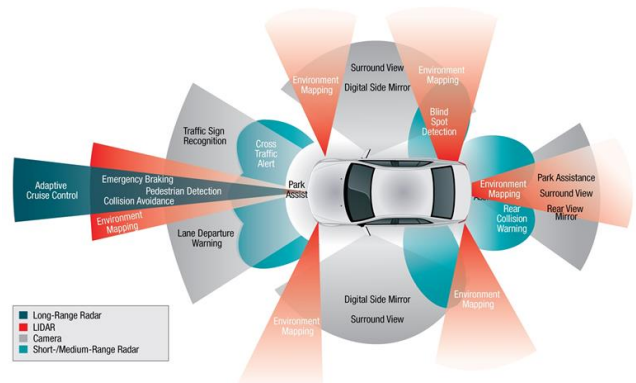 Environment
Mapping
Surround View
Digital Side Mirror
Environment
Mapping
Blind
Spot
Detection
Traffic Sign
Recognition
Cross
Traffic
Alert
Adaptive
Cruise Control
Emergency Braking
Pedestrian Detection
Collision Avoidance
Environment
Mapping
Lane Departure
Warning
Park
Assist
Environment
Mapping
Rear
Collision
Warning
Park Assistance
Surround View
Rear View
Mirror
Environment
Mapping
Digital Side Mirror
Surround View
Environment
Mapping
Long-Range Radar
LIDAR
Camera
Short-/Medium-Range Radar